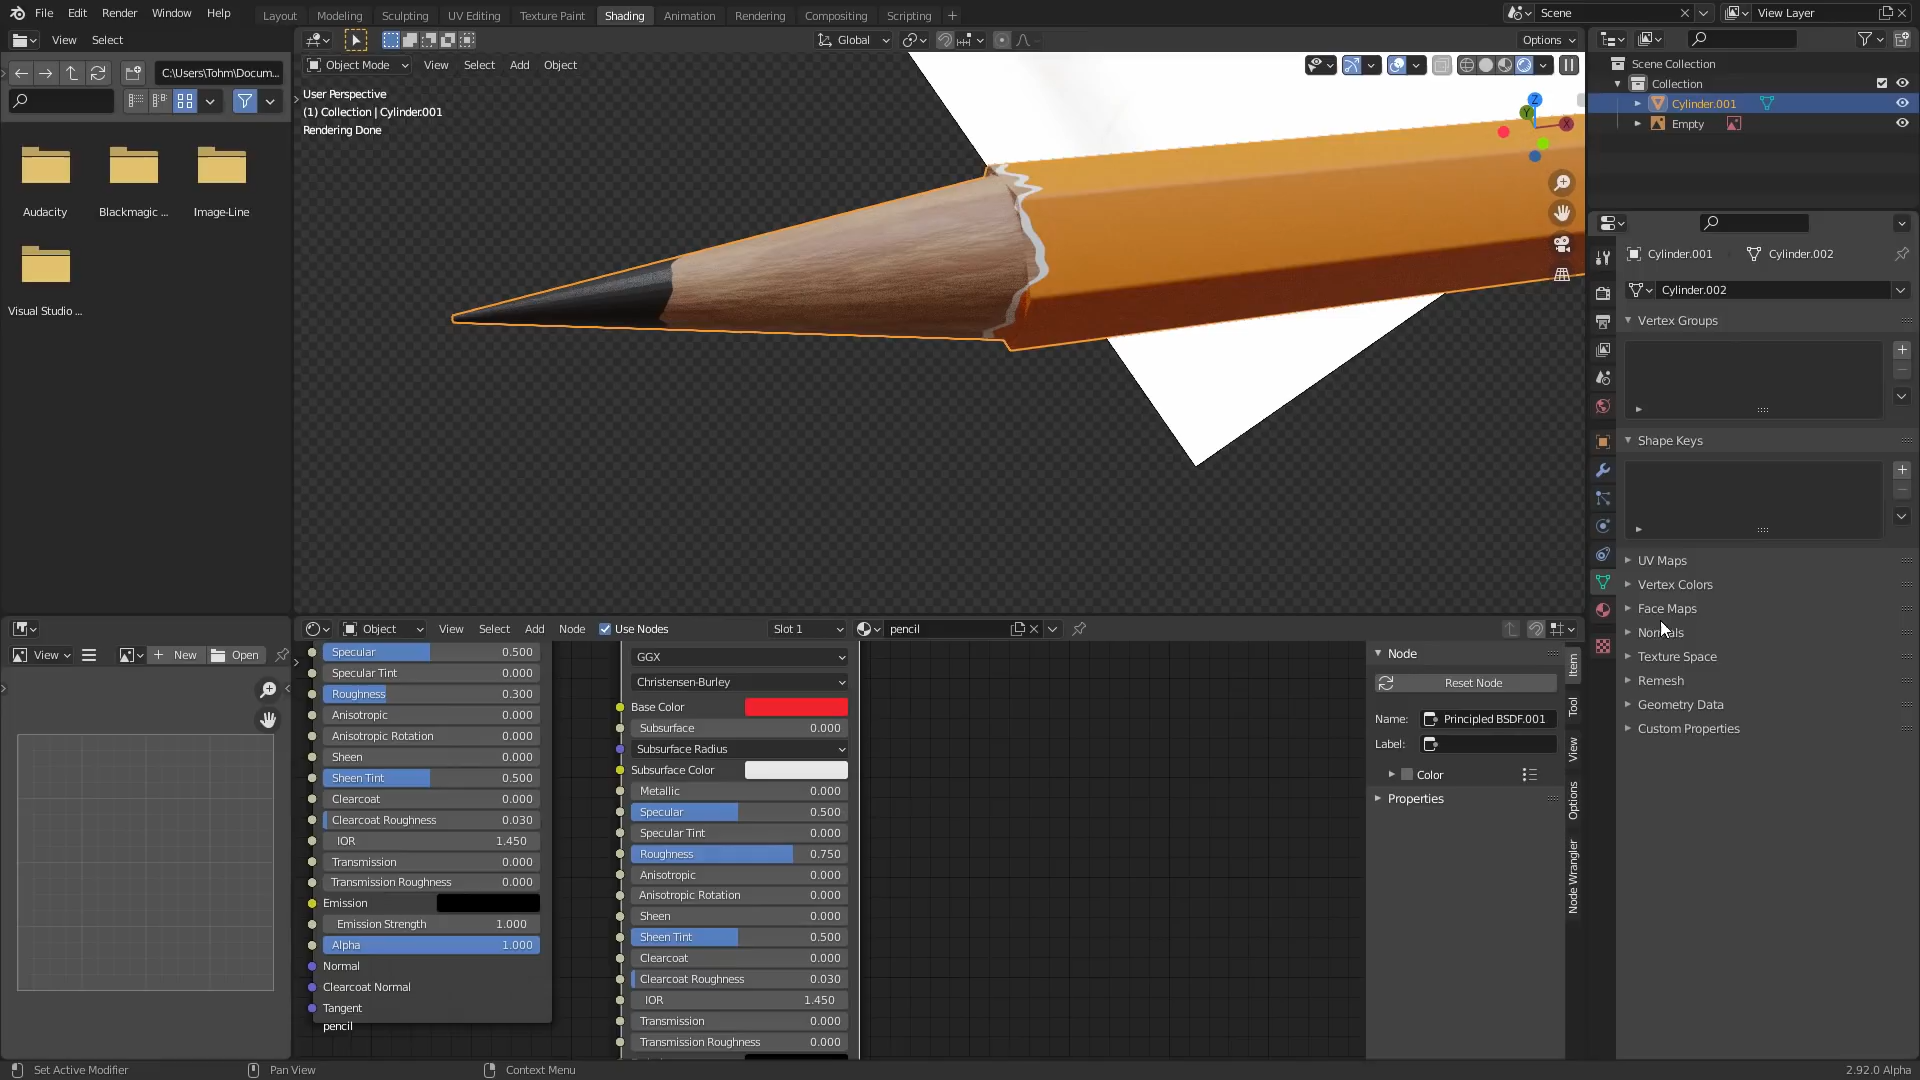 File Edit Render Window Help Layout Modeling Sculpting UV Editing Texture Paint Shading Animation Rendering Compositing Scripting + Scene View Layer
View Select
Global
Options
C:\Users\Tohm\Docum...
Object Mode View Select Add Object
User Perspective
(1) Collection | Cylinder.001
Rendering Done
Z
Y
X
Audacity
Blackmagic ...
Image-Line
Visual Studio ...
Scene Collection
Collection
Cylinder.001
Empty
Cylinder.001
Cylinder.002
Cylinder.002
Vertex Groups
Shape Keys
UV Maps
Vertex Colors
Face Maps
Normals
Texture Space
Remesh
Geometry Data
Custom Properties
View
New
Open
Object View Select Add Node Use Nodes Slot 1 pencil
Specular 0.500
Specular Tint 0.000
Roughness 0.300
Anisotropic 0.000
Anisotropic Rotation 0.000
Sheen 0.000
Sheen Tint 0.500
Clearcoat 0.000
Clearcoat Roughness 0.030
IOR 1.450
Transmission 0.000
Transmission Roughness 0.000
Emission
Emission Strength 1.000
Alpha 1.000
Normal
Clearcoat Normal
Tangent
pencil
GGX
Christensen-Burley
Base Color
Subsurface 0.000
Subsurface Radius
Subsurface Color
Metallic 0.000
Specular 0.500
Specular Tint 0.000
Roughness 0.750
Anisotropic 0.000
Anisotropic Rotation 0.000
Sheen 0.000
Sheen Tint 0.500
Clearcoat 0.000
Clearcoat Roughness 0.030
IOR 1.450
Transmission 0.000
Transmission Roughness 0.000
Node
Reset Node
Name: Principled BSDF.001
Label:
Color
Properties
Item
Tool
View
Options
Node Wrangler
Set Active Modifier
Pan View
Context Menu
2.92.0 Alpha